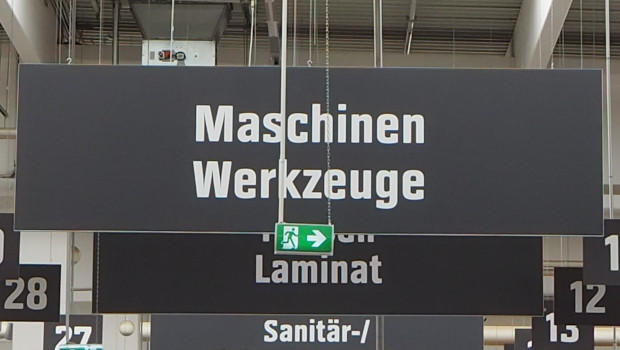 Maschinen
Werkzeuge
Laminat
28
12
27
Sanitär-/
13